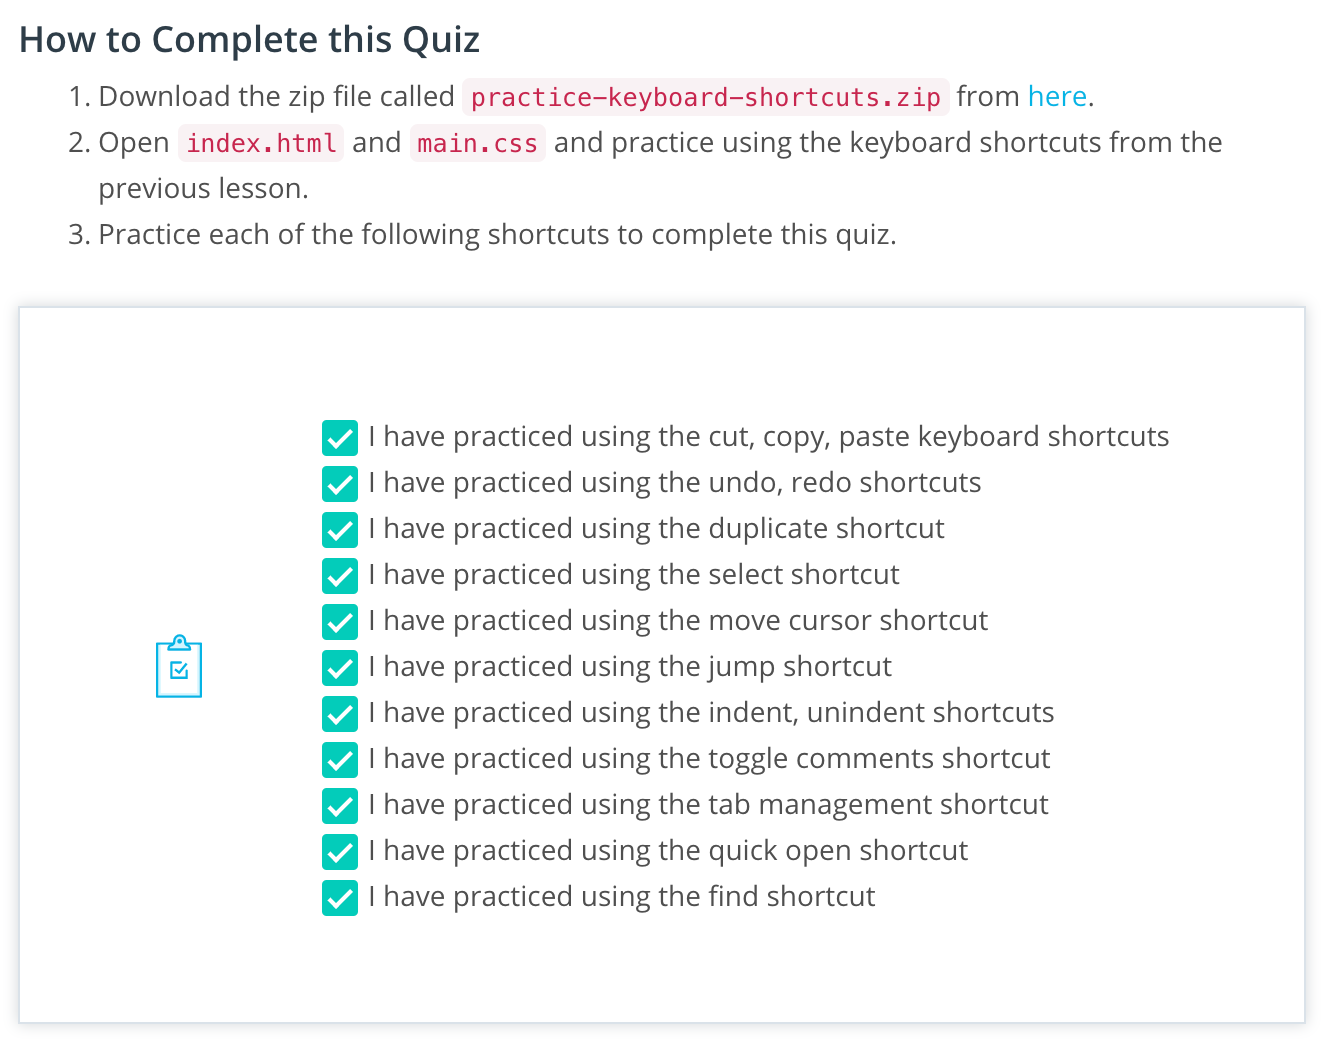 How to Complete this Quiz
1. Download the zip file called practice-keyboard-shortcuts.zip from here.
2. Open index.html and main.css and practice using the keyboard shortcuts from the
previous lesson.
3. Practice each of the following shortcuts to complete this quiz.
I have practiced using the cut, copy, paste keyboard shortcuts
I have practiced using the undo, redo shortcuts
I have practiced using the duplicate shortcut
I have practiced using the select shortcut
I have practiced using the move cursor shortcut
I have practiced using the jump shortcut
I have practiced using the indent, unindent shortcuts
I have practiced using the toggle comments shortcut
I have practiced using the tab management shortcut
I have practiced using the quick open shortcut
I have practiced using the find shortcut